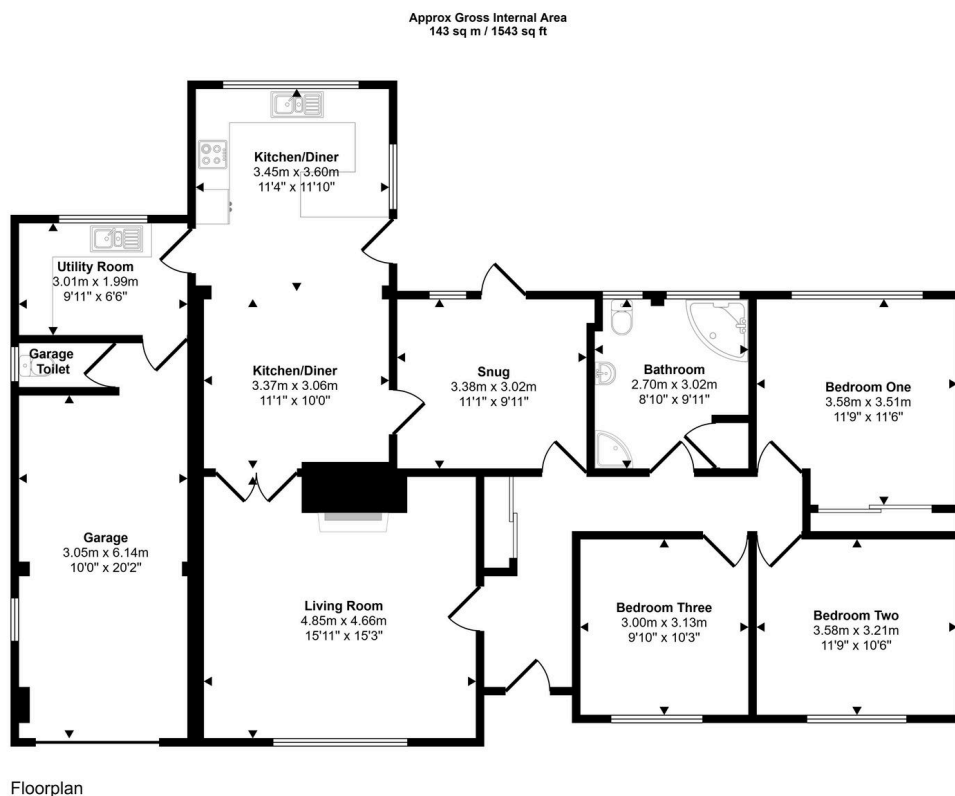 Approx Gross Internal Area
143 sq m / 1543 sq ft
Kitchen/Diner
3.45m x 3.60m
11'4" x 11'10"
Utility Room
3.01m x 1.99m
9'11" x 6'6"
Garage
Toilet
Kitchen/Diner
3.37m x 3.06m
11'1" x 10'0"
Snug
3.38m x 3.02m
11'1" x 9'11"
Bathroom
2.70m x 3.02m
8'10" x 9'11"
Bedroom One
3.58m x 3.51m
11'9" x 11'6"
Garage
3.05m x 6.14m
10'0" x 20'2"
Living Room
4.85m x 4.66m
15'11" x 15'3"
Bedroom Three
3.00m x 3.13m
9'10" x 10'3"
Bedroom Two
3.58m x 3.21m
11'9" x 10'6"
Floorplan